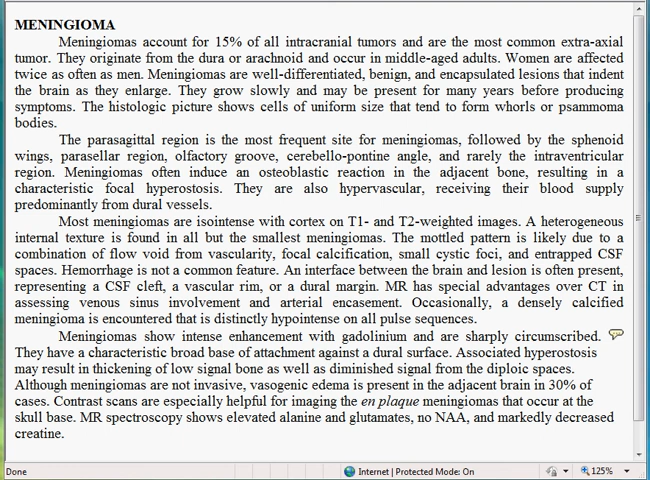 MENINGIOMA
Meningiomas account for 15% of all intracranial tumors and are the most common extra-axial
tumor. They originate from the dura or arachnoid and occur in middle-aged adults. Women are affected
twice as often as men. Meningiomas are well-differentiated, benign, and encapsulated lesions that indent
the brain as they enlarge. They grow slowly and may be present for many years before producing
symptoms. The histologic picture shows cells of uniform size that tend to form whorls or psammoma
bodies.
The parasagittal region is the most frequent site for meningiomas, followed by the sphenoid
wings, parasellar region, olfactory groove, cerebello-pontine angle, and rarely the intraventricular
region. Meningiomas often induce an osteoblastic reaction in the adjacent bone, resulting in a
characteristic focal hyperostosis. They are also hypervascular, receiving their blood supply
predominantly from dural vessels.
Most meningiomas are isointense with cortex on T1- and T2-weighted images. A heterogeneous
internal texture is found in all but the smallest meningiomas. The mottled pattern is likely due to a
combination of flow void from vascularity, focal calcification, small cystic foci, and entrapped CSF
spaces. Hemorrhage is not a common feature. An interface between the brain and lesion is often present,
representing a CSF cleft, a vascular rim, or a dural margin. MR has special advantages over CT in
assessing venous sinus involvement and arterial encasement. Occasionally, a densely calcified
meningioma is encountered that is distinctly hypointense on all pulse sequences.
Meningiomas show intense enhancement with gadolinium and are sharply circumscribed.
They have a characteristic broad base of attachment against a dural surface. Associated hyperostosis
may result in thickening of low signal bone as well as diminished signal from the diploic spaces.
Although meningiomas are not invasive, vasogenic edema is present in the adjacent brain in 30% of
cases. Contrast scans are especially helpful for imaging the en plaque meningiomas that occur at the
skull base. MR spectroscopy shows elevated alanine and glutamates, no NAA, and markedly decreased
creatine.
Done Internet | Protected Mode: On 125%